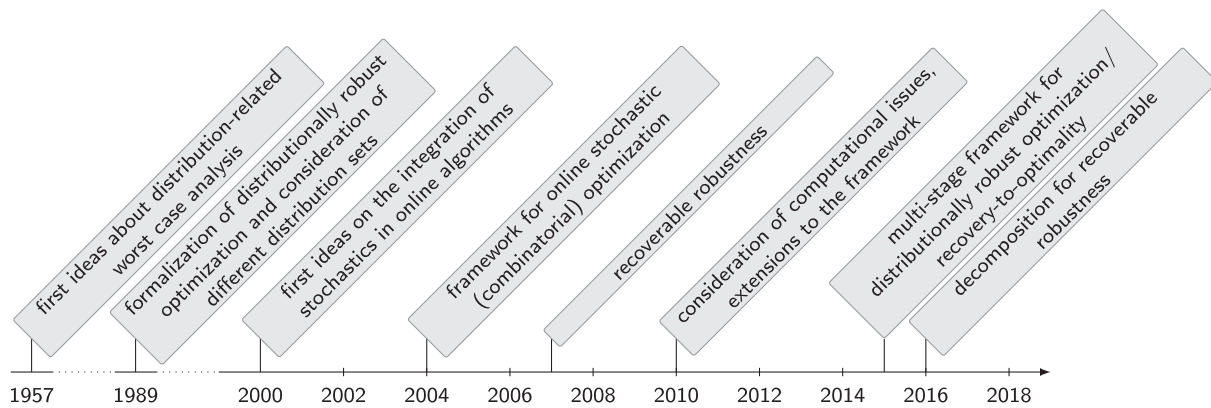 first ideas about distribution-related
worst case analysis
formalization of distributionally robust
optimization and consideration of
different distribution sets
first ideas on the integration of
stochastics in online algorithms
framework for online stochastic
(combinatorial) optimization
recoverable robustness
consideration of computational issues,
extensions to the framework
multi-stage framework for
distributionally robust optimization/
recovery-to-optimality
decomposition for recoverable
robustness
1957 1989 2000 2002 2004 2006 2008 2010 2012 2014 2016 2018